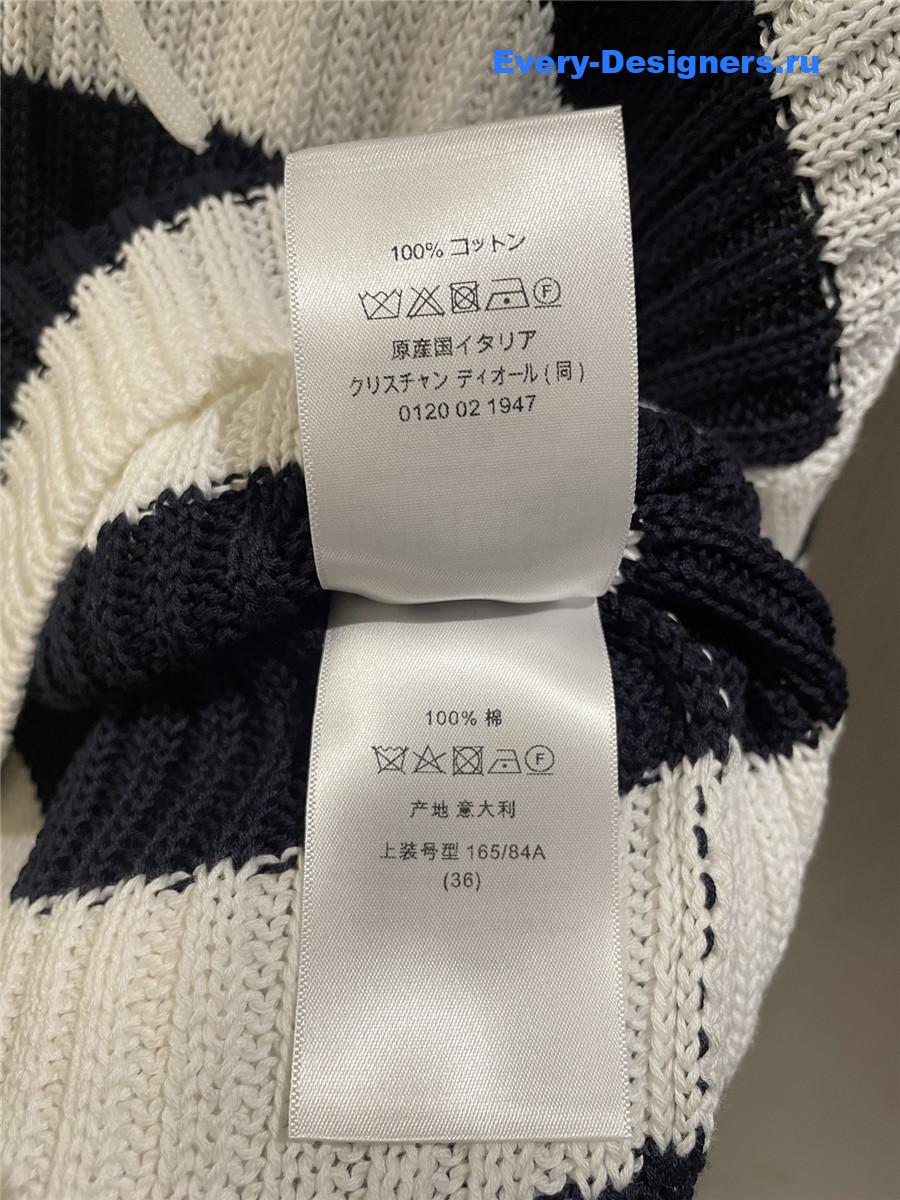 Every-Designers.ru
100% コットン
F
原産国イタリア
クリスチャン ディオール ( 同 )
0120 02 1947
100% 棉
F
产地 意大利
上装号型 165/84A
(36)